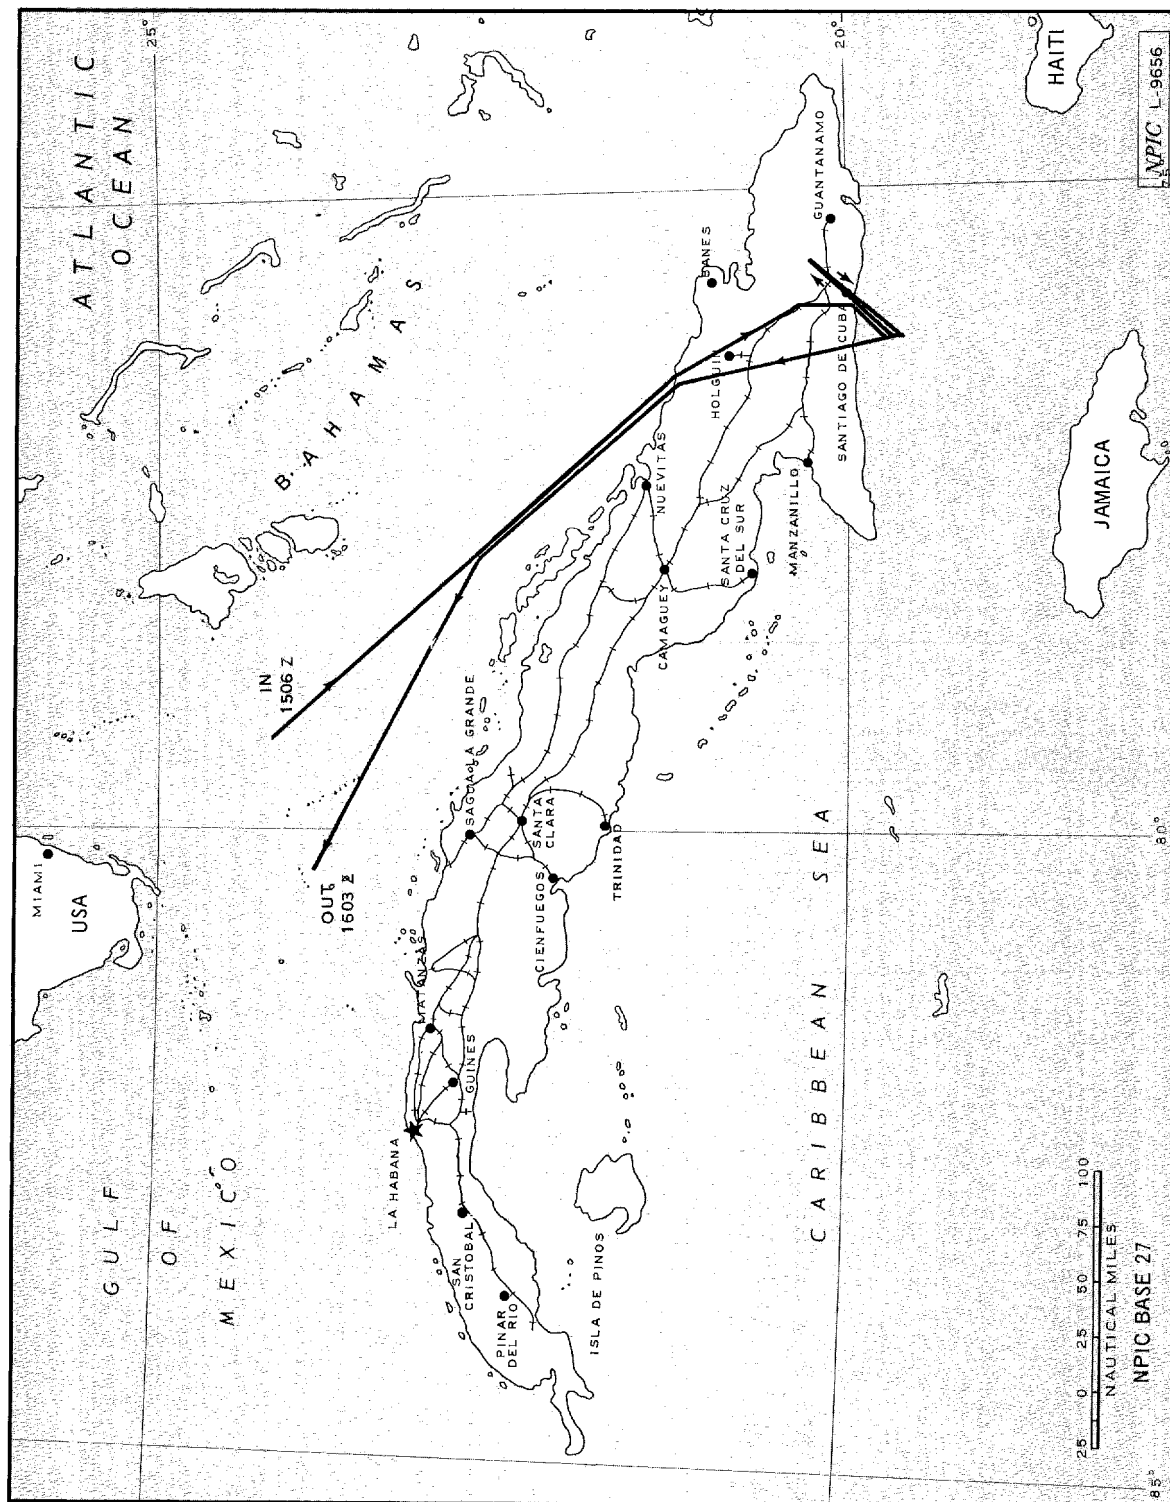 ATLANTIC
OCEAN
25°
GULF
OF
MEXICO
MIAMI
USA
IN
1506 Z
OUT
1603 Z
BAHAMAS
LA HABANA
MATANZAS
GUINES
SAN
CRISTOBAL
PINAR
DEL RIO
ISLA DE PINOS
SAGUA LA GRANDE
SANTA
CLARA
CIENFUEGOS
TRINIDAD
NUEVITAS
CAMAGUEY
SANTA CRUZ
DEL SUR
MANZANILLO
HOLGUIN
BANES
SANTIAGO DE CUBA
GUANTANAMO
20°
HAITI
JAMAICA
CARIBBEAN SEA
85°
80°
25 0 25 50 75 100
NAUTICAL MILES
NPIC BASE 27
NPIC L-9656